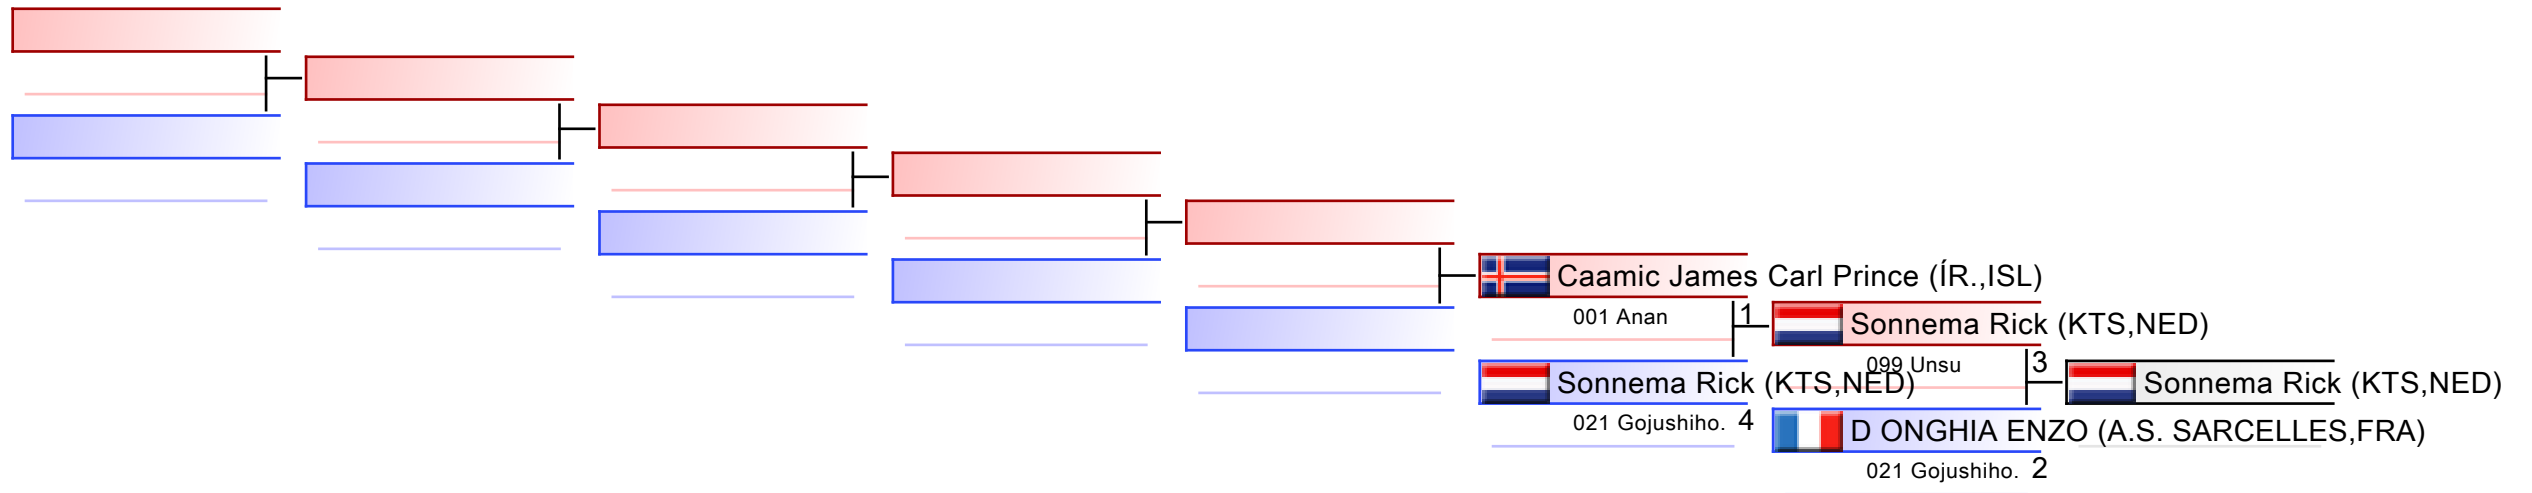 Caamic James Carl Prince (ÍR.,ISL)
001 Anan 1
Sonnema Rick (KTS,NED)
021 Gojushiho. 4
Sonnema Rick (KTS,NED)
099 Unsu 3
D ONGHIA ENZO (A.S. SARCELLES,FRA)
021 Gojushiho. 2
Sonnema Rick (KTS,NED)